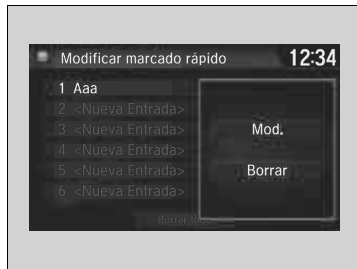 Modificar marcado rápido 12:34
1 Aaa
2 <Nueva Entrada>
3 <Nueva Entrada>
4 <Nueva Entrada>
5 <Nueva Entrada>
6 <Nueva Entrada>
Mod.
Borrar